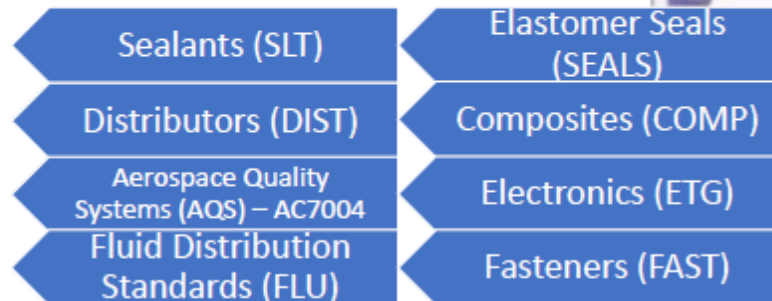 Sealants (SLT)
Elastomer Seals
(SEALS)
Distributors (DIST)
Composites (COMP)
Aerospace Quality
Systems (AQS) – AC7004
Electronics (ETG)
Fluid Distribution
Standards (FLU)
Fasteners (FAST)